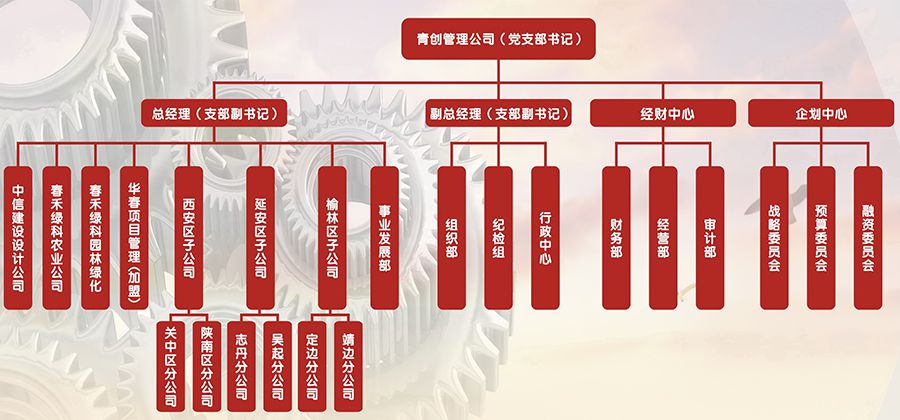 青创管理公司（党支部书记）
总经理（支部副书记）
副总经理（支部副书记）
经财中心
企划中心
中信建设设计公司
春禾绿科农业公司
春禾绿科园林绿化
华春项目管理（加盟）
西安区子公司
延安区子公司
榆林区子公司
事业发展部
组织部
纪检组
行政中心
财务部
经营部
审计部
战略委员会
预算委员会
融资委员会
关中区分公司
陕南区分公司
志丹分公司
吴起分公司
定边分公司
靖边分公司